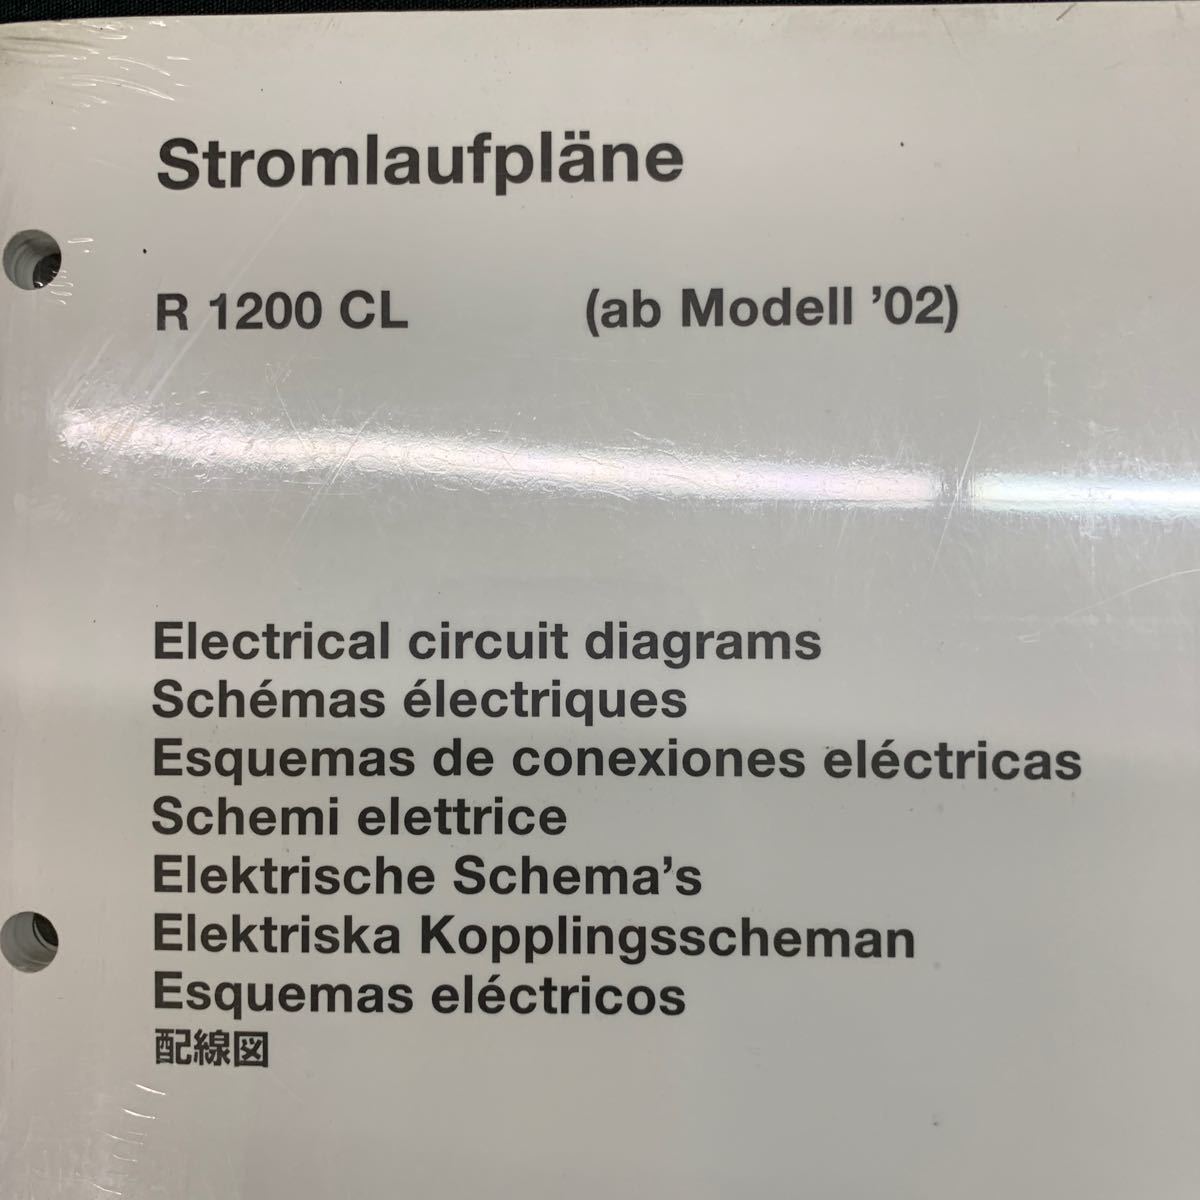 Stromlaufpläne
R 1200 CL (ab Modell ’02)
Electrical circuit diagrams
Schémas électriques
Esquemas de conexiones eléctricas
Schemi elettrice
Elektrische Schema’s
Elektriska Kopplingsscheman
Esquemas eléctricos
配線図